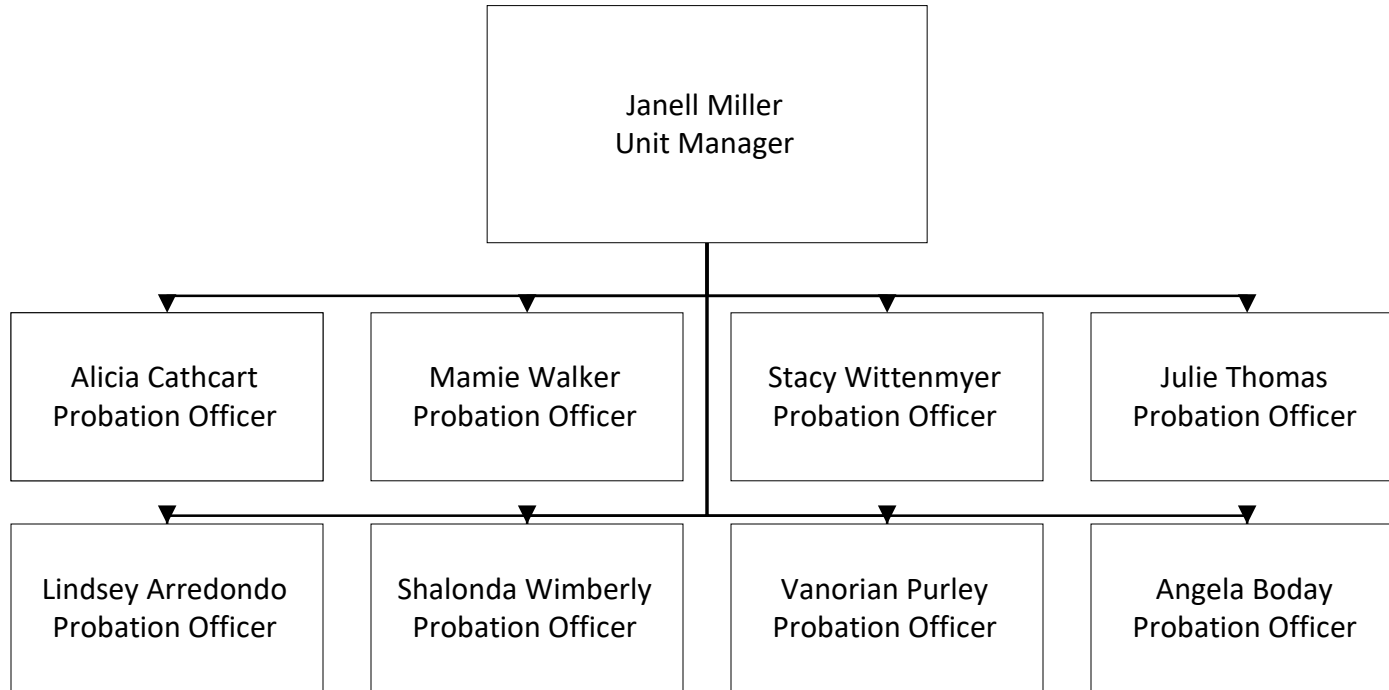 Janell Miller
Unit Manager
Alicia Cathcart
Probation Officer
Mamie Walker
Probation Officer
Stacy Wittenmyer
Probation Officer
Julie Thomas
Probation Officer
Lindsey Arredondo
Probation Officer
Shalonda Wimberly
Probation Officer
Vanorian Purley
Probation Officer
Angela Boday
Probation Officer